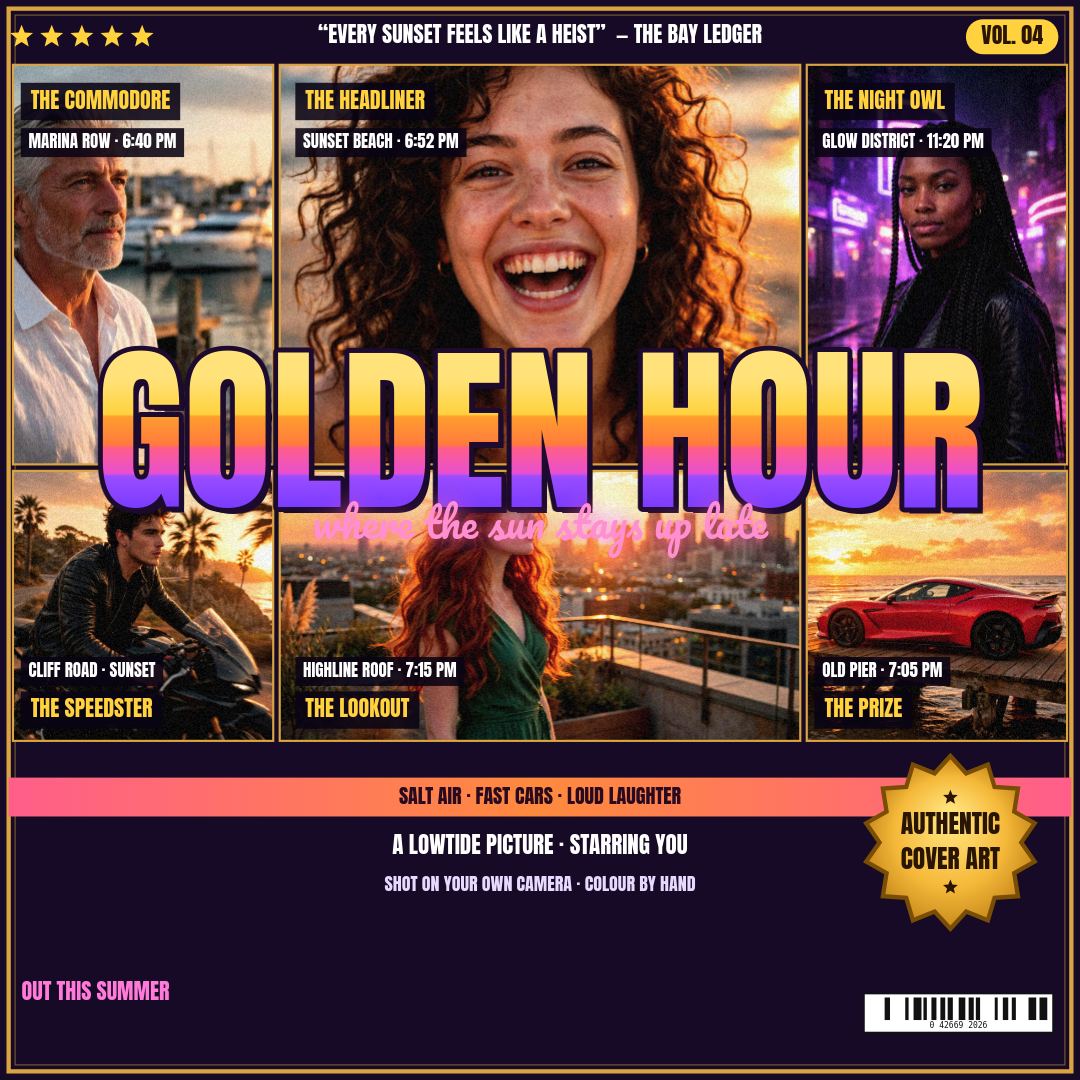 “EVERY SUNSET FEELS LIKE A HEIST” – THE BAY LEDGER
VOL. 04
THE COMMODORE
MARINA ROW · 6:40 PM
THE HEADLINER
SUNSET BEACH · 6:52 PM
THE NIGHT OWL
GLOW DISTRICT · 11:20 PM
GOLDEN HOUR
where the sun stays up late
CLIFF ROAD · SUNSET
THE SPEEDSTER
HIGHLINE ROOF · 7:15 PM
THE LOOKOUT
OLD PIER · 7:05 PM
THE PRIZE
SALT AIR · FAST CARS · LOUD LAUGHTER
A LOWTIDE PICTURE · STARRING YOU
SHOT ON YOUR OWN CAMERA · COLOUR BY HAND
AUTHENTIC
COVER ART
OUT THIS SUMMER
0 42669 2026